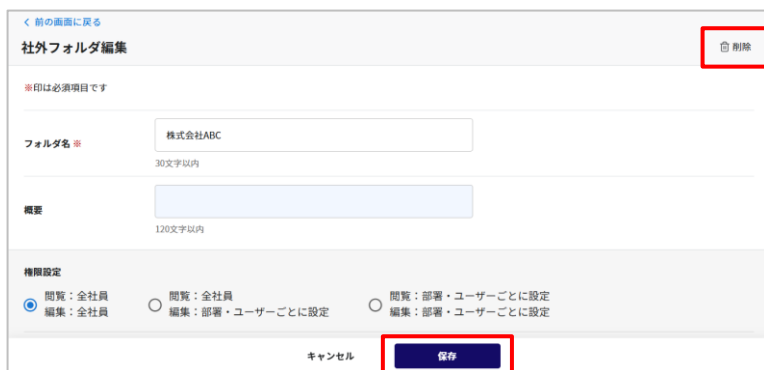 < 前の画面に戻る
社外フォルダ編集
削除
※印は必須項目です
フォルダ名 ※
株式会社ABC
30文字以内
概要
120文字以内
権限設定
閲覧：全社員
編集：全社員
閲覧：全社員
編集：部署・ユーザーごとに設定
閲覧：部署・ユーザーごとに設定
編集：部署・ユーザーごとに設定
キャンセル
保存